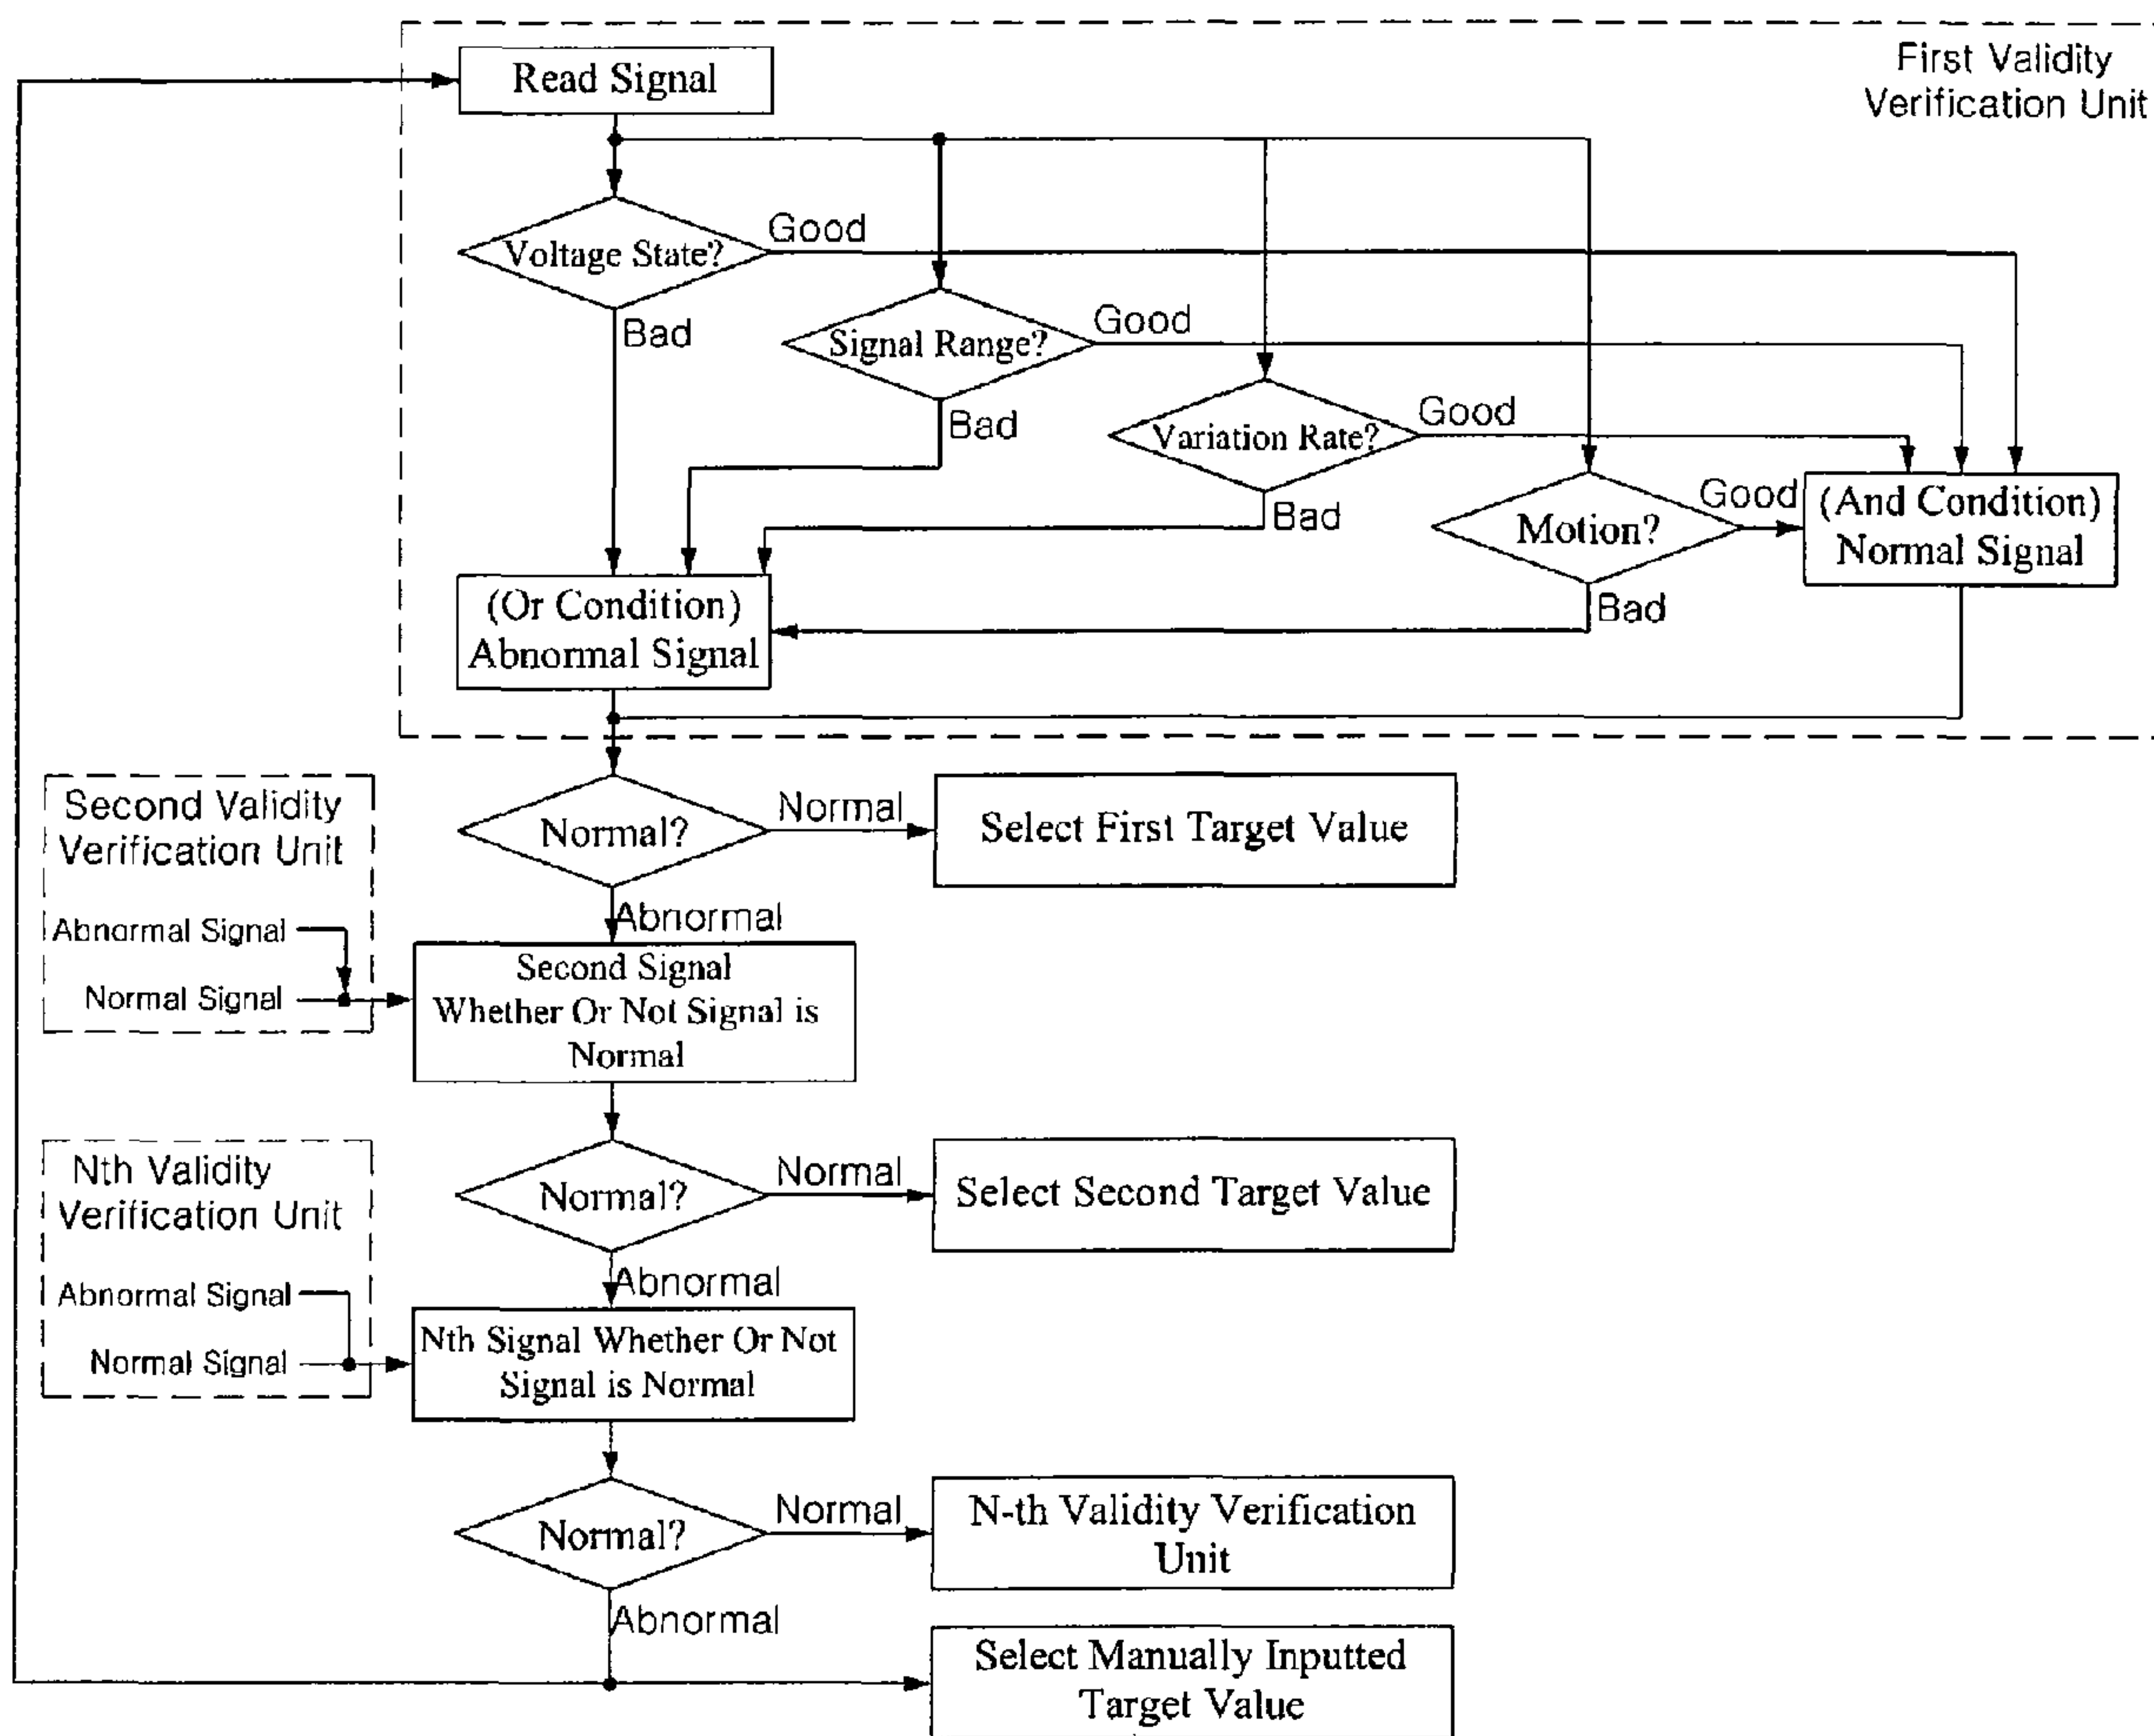 First Validity
Verification Unit
Read Signal
Voltage State?
Good
Bad
Signal Range?
Good
Bad
Variation Rate?
Good
Bad
Motion?
Good
Bad
(And Condition)
Normal Signal
(Or Condition)
Abnormal Signal
Normal?
Normal
Select First Target Value
Abnormal
Second Validity
Verification Unit
Abnormal Signal
Normal Signal
Second Signal
Whether Or Not Signal is
Normal
Normal?
Normal
Select Second Target Value
Abnormal
Nth Validity
Verification Unit
Abnormal Signal
Normal Signal
Nth Signal Whether Or Not
Signal is Normal
Normal?
Normal
N-th Validity Verification
Unit
Abnormal
Select Manually Inputted
Target Value